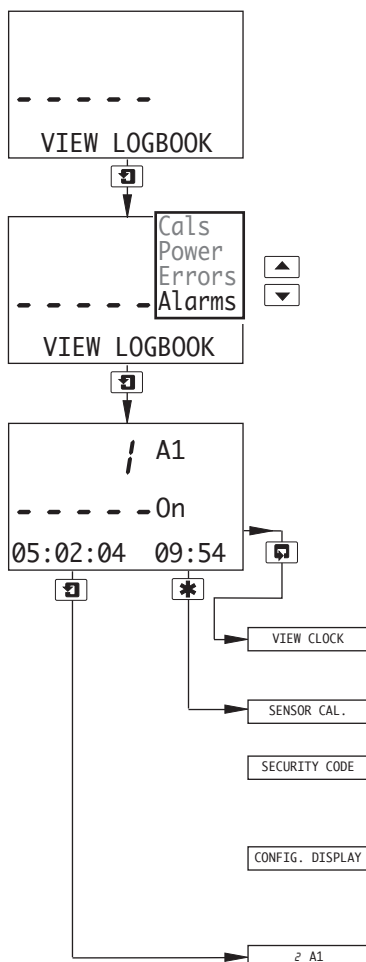 - - - - -
VIEW LOGBOOK
Cals
Power
Errors
Alarms
- - - - -
VIEW LOGBOOK
1 A1
- - - - - On
05:02:04 09:54
VIEW CLOCK
SENSOR CAL.
SECURITY CODE
CONFIG. DISPLAY
2 A1